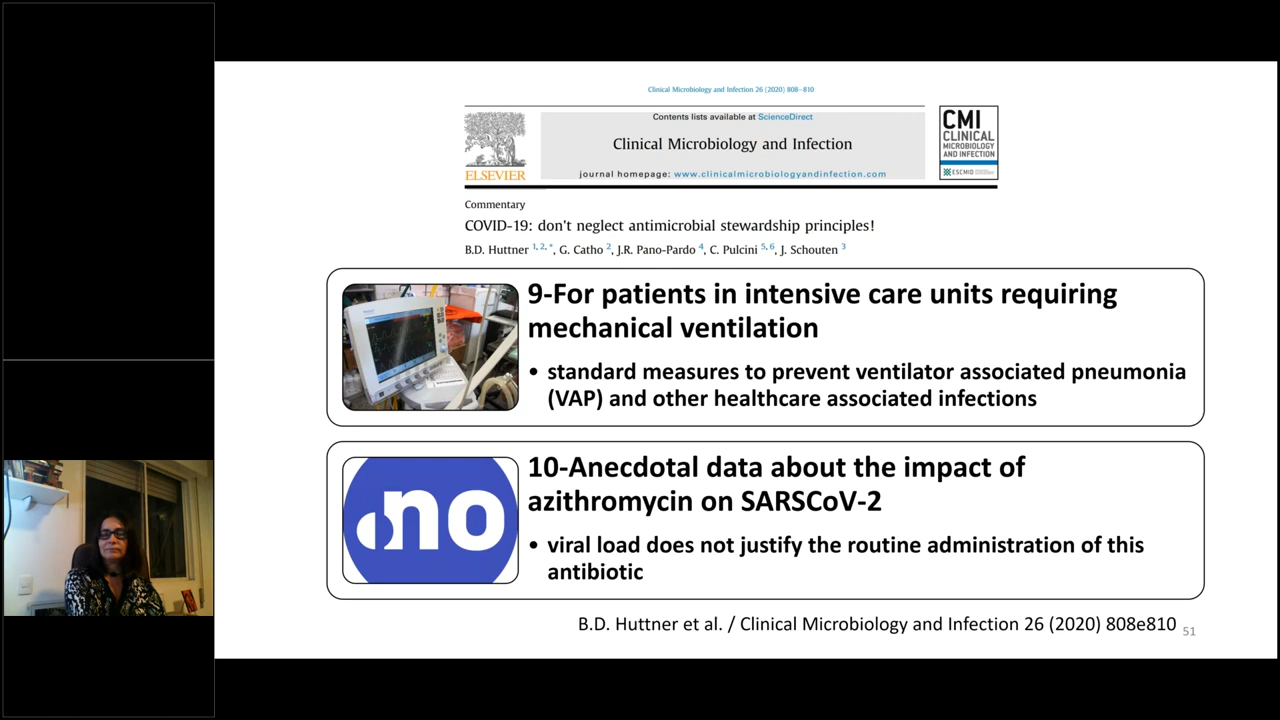 Clinical Microbiology and Infection 26 (2020) 808–810
Contents lists available at ScienceDirect
Clinical Microbiology and Infection
journal homepage: www.clinicalmicrobiologyandinfection.com
ELSEVIER
CMI
CLINICAL
MICROBIOLOGY
AND INFECTION
ESCMID
Commentary
COVID-19: don't neglect antimicrobial stewardship principles!
B.D. Huttner 1, 2, *, G. Catho 2, J.R. Pano-Pardo 4, C. Pulcini 5, 6, J. Schouten 3
9-For patients in intensive care units requiring
mechanical ventilation
• standard measures to prevent ventilator associated pneumonia
(VAP) and other healthcare associated infections
.no
10-Anecdotal data about the impact of
azithromycin on SARSCoV-2
• viral load does not justify the routine administration of this
antibiotic
B.D. Huttner et al. / Clinical Microbiology and Infection 26 (2020) 808e810
51